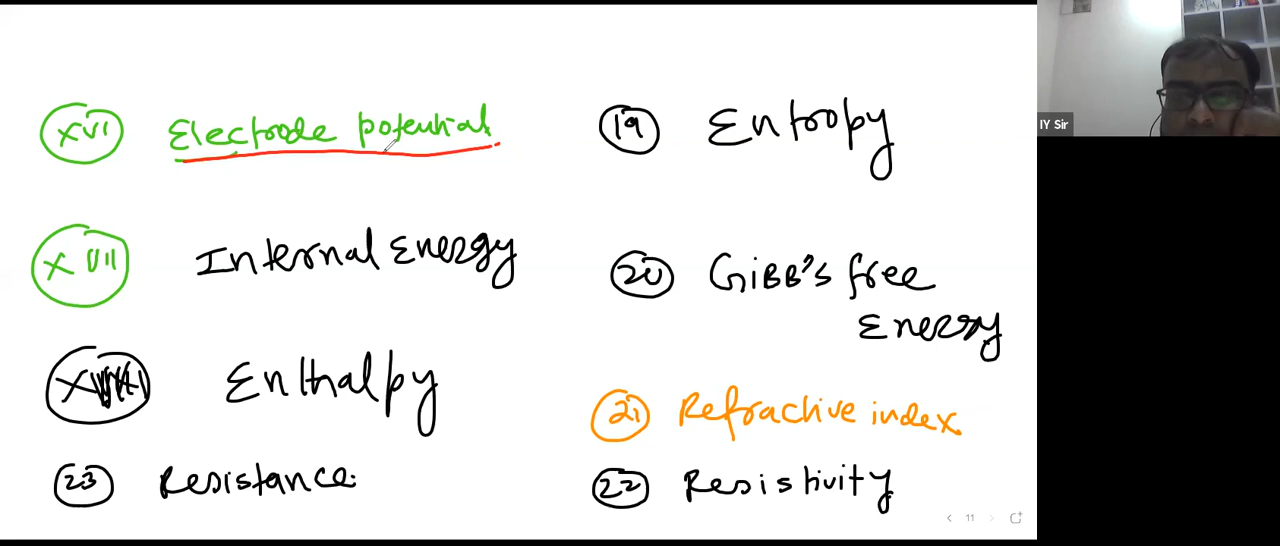 XVI Electrode potential.
XVII Internal Energy
Enthalpy
23 Resistance.
19 Entropy
20 GIBB's free
Energy
21 Refractive index.
22 Resistivity
IY Sir
11